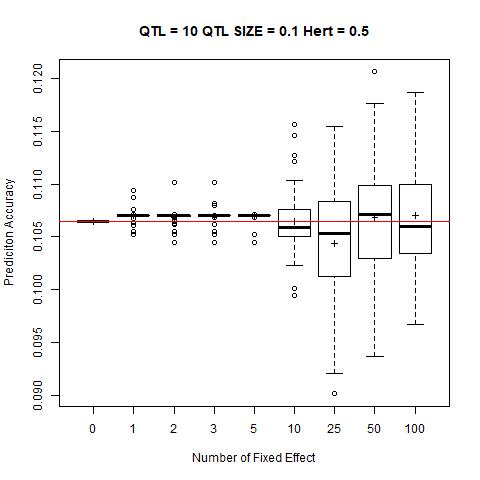 QTL = 10 QTL SIZE = 0.1 Hert = 0.5
Prediciton Accuracy
0.120
0.115
0.110
0.105
0.100
0.095
0.090
0 1 2 3 5 10 25 50 100
Number of Fixed Effect